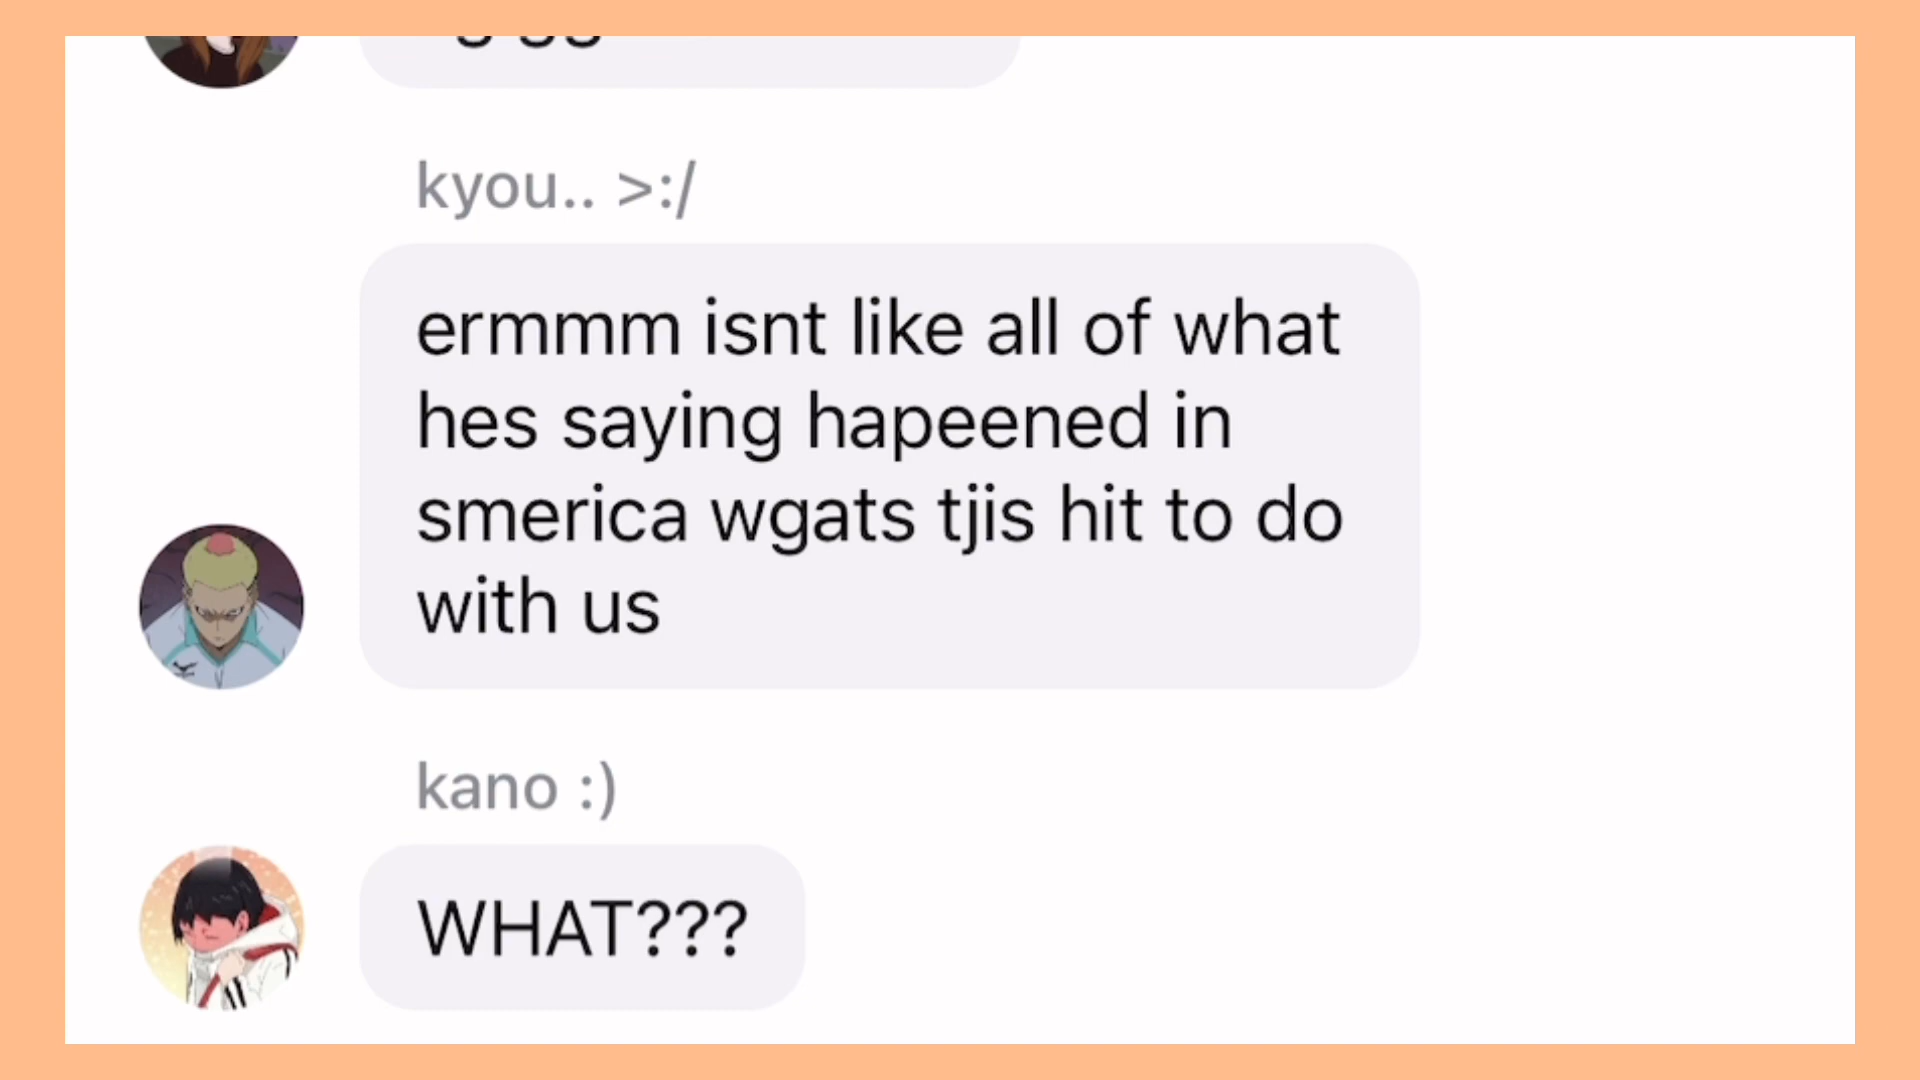 kyou.. >:/
ermmm isnt like all of what
hes saying hapeened in
smerica wgats tjis hit to do
with us
kano :)
WHAT???